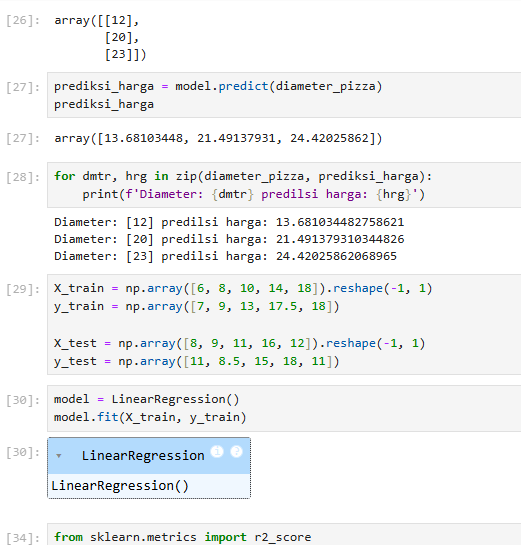 [26]: array([[12],
[20],
[23]])
[27]: prediksi_harga = model.predict(diameter_pizza)
prediksi_harga
[27]: array([13.68103448, 21.49137931, 24.42025862])
[28]: for dmtr, hrg in zip(diameter_pizza, prediksi_harga):
print(f'Diameter: {dmtr} predilsi harga: {hrg}')
Diameter: [12] predilsi harga: 13.681034482758621
Diameter: [20] predilsi harga: 21.491379310344826
Diameter: [23] predilsi harga: 24.42025862068965
[29]: X_train = np.array([6, 8, 10, 14, 18]).reshape(-1, 1)
y_train = np.array([7, 9, 13, 17.5, 18])
X_test = np.array([8, 9, 11, 16, 12]).reshape(-1, 1)
y_test = np.array([11, 8.5, 15, 18, 11])
[30]: model = LinearRegression()
model.fit(X_train, y_train)
[30]: ▾ LinearRegression i ?
LinearRegression()
[34]: from sklearn.metrics import r2_score